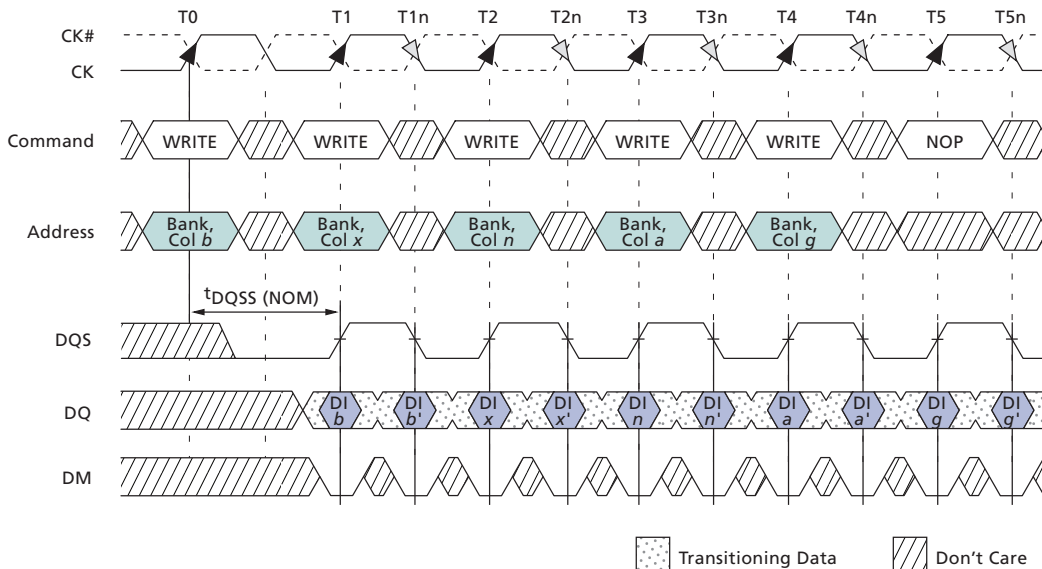 T0 T1 T1n T2 T2n T3 T3n T4 T4n T5 T5n
CK#
CK
Command WRITE WRITE WRITE WRITE WRITE NOP
Address Bank, Col b Bank, Col x Bank, Col n Bank, Col a Bank, Col g
tDQSS (NOM)
DQS
DQ DI b DI b' DI x DI x' DI n DI n' DI a DI a' DI g DI g'
DM
Transitioning Data Don't Care